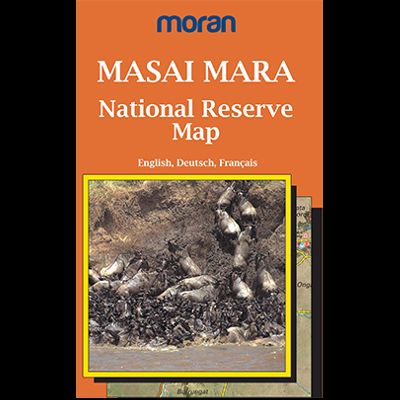 moran
MASAI MARA
National Reserve
Map
English, Deutsch, Français